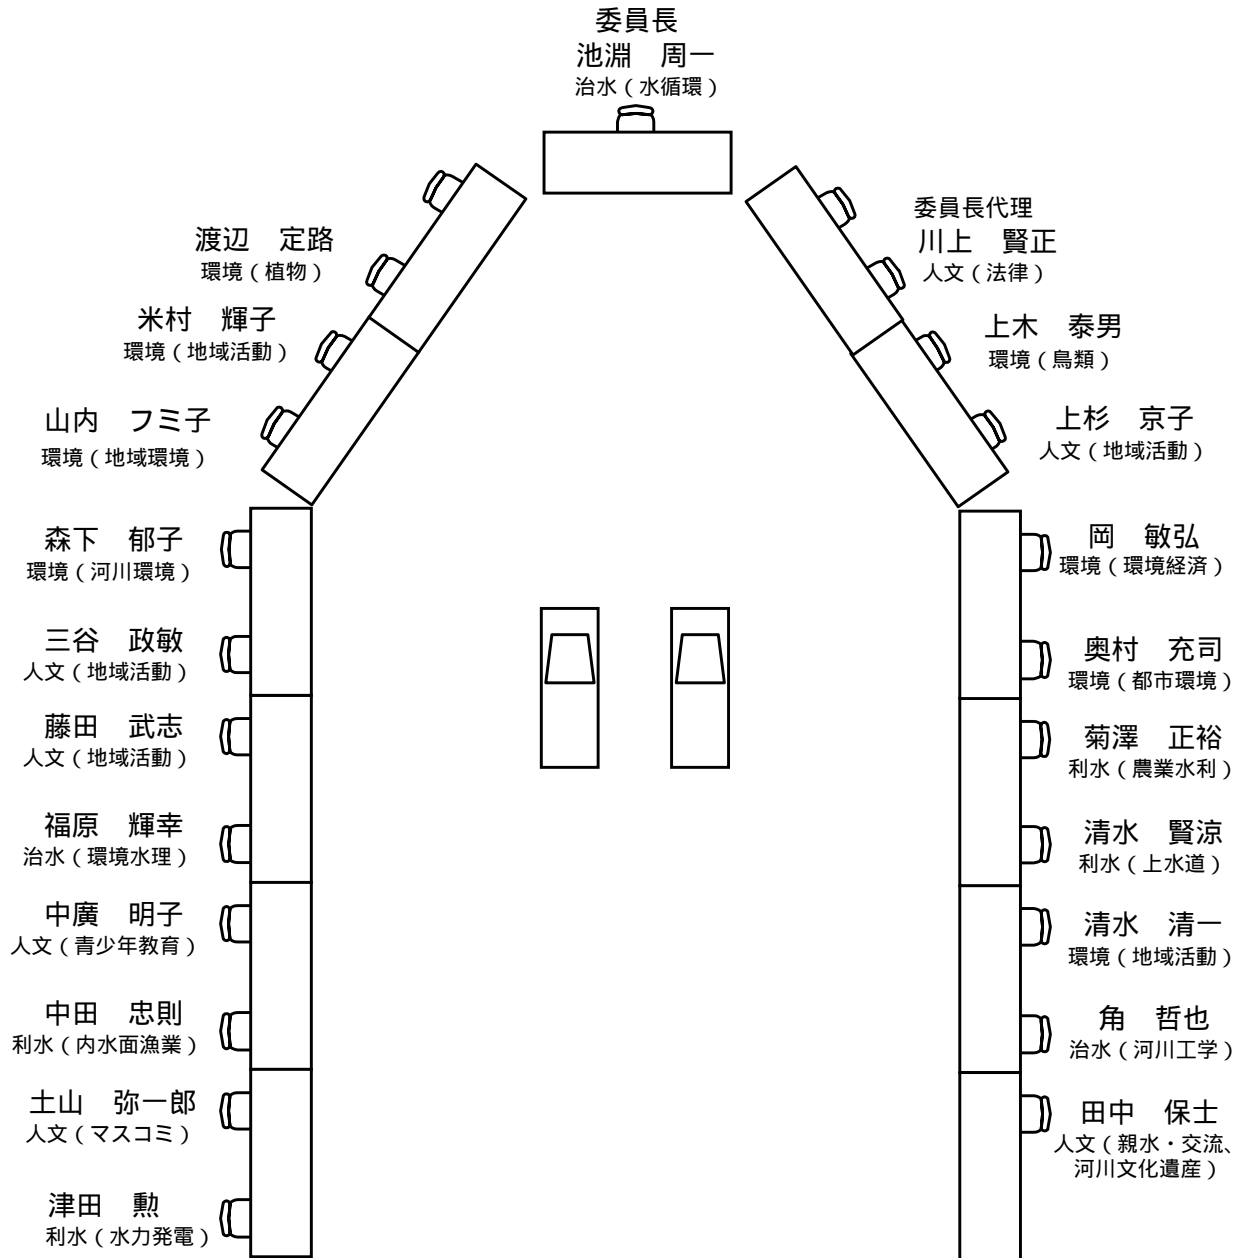 委員長
池淵　周一
治水（水循環）
渡辺　定路
環境（植物）
米村　輝子
環境（地域活動）
山内　フミ子
環境（地域環境）
森下　郁子
環境（河川環境）
三谷　政敏
人文（地域活動）
藤田　武志
人文（地域活動）
福原　輝幸
治水（環境水理）
中廣　明子
人文（青少年教育）
中田　忠則
利水（内水面漁業）
土山　弥一郎
人文（マスコミ）
津田　勲
利水（水力発電）
委員長代理
川上　賢正
人文（法律）
上木　泰男
環境（鳥類）
上杉　京子
人文（地域活動）
岡　敏弘
環境（環境経済）
奥村　充司
環境（都市環境）
菊澤　正裕
利水（農業水利）
清水　賢涼
利水（上水道）
清水　清一
環境（地域活動）
角　哲也
治水（河川工学）
田中　保士
人文（親水・交流、
河川文化遺産）